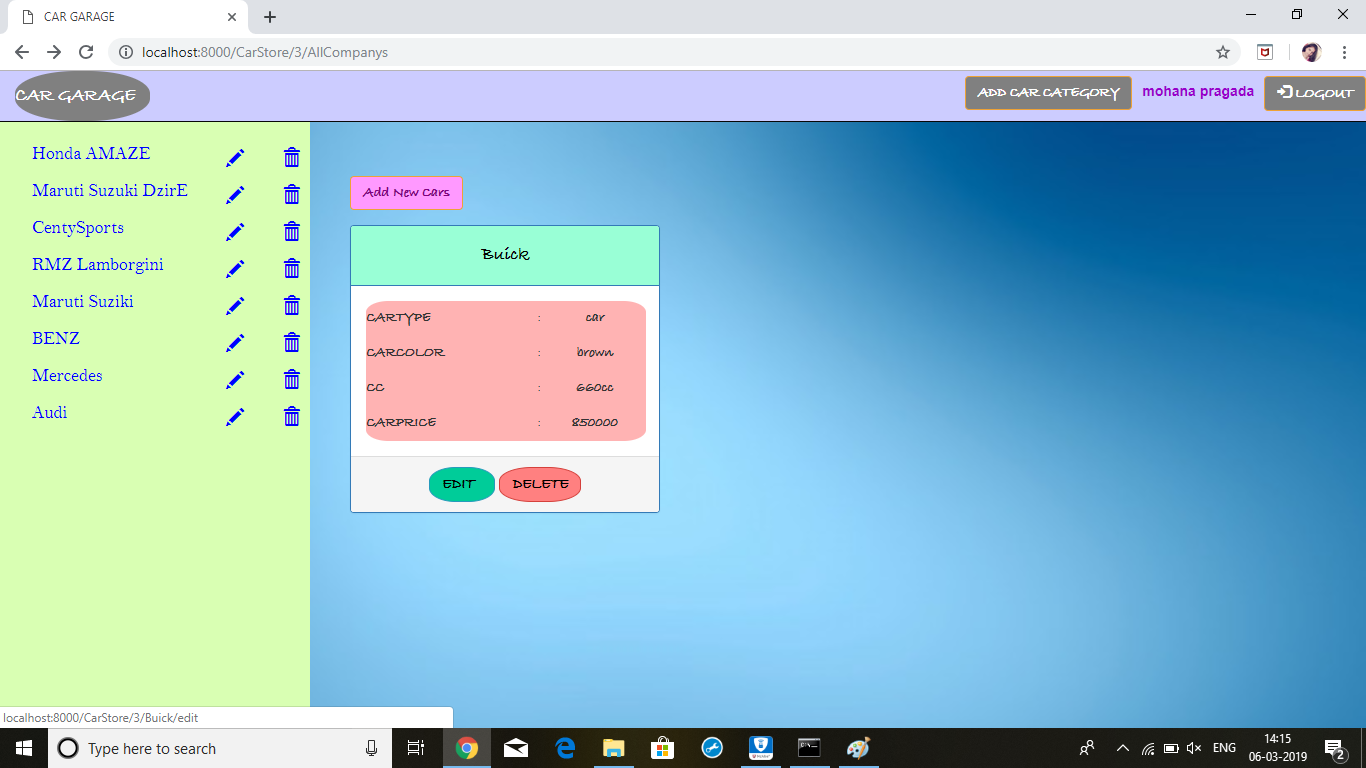 CAR GARAGE
localhost:8000/CarStore/3/AllCompanys
CAR GARAGE
ADD CAR CATEGORY
mohana pragada
LOGOUT
Honda AMAZE
Maruti Suzuki DzirE
CentySports
RMZ Lamborgini
Maruti Suziki
BENZ
Mercedes
Audi
Add New Cars
Buick
CARTYPE : car
CARCOLOR : brown
CC : 660cc
CARPRICE : 850000
EDIT DELETE
localhost:8000/CarStore/3/Buick/edit
Type here to search
ENG
14:15
06-03-2019
2